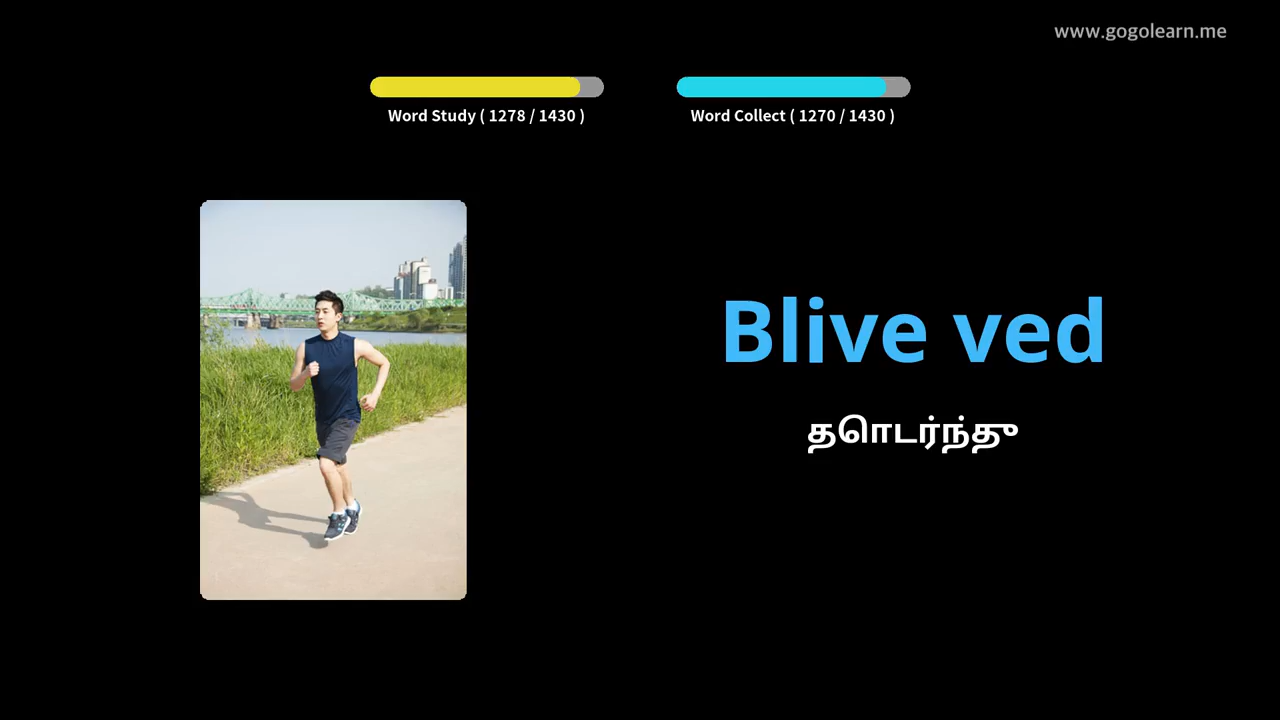 www.gogolearn.me
Word Study ( 1278 / 1430 )
Word Collect ( 1270 / 1430 )
Blive ved
தொடர்ந்து